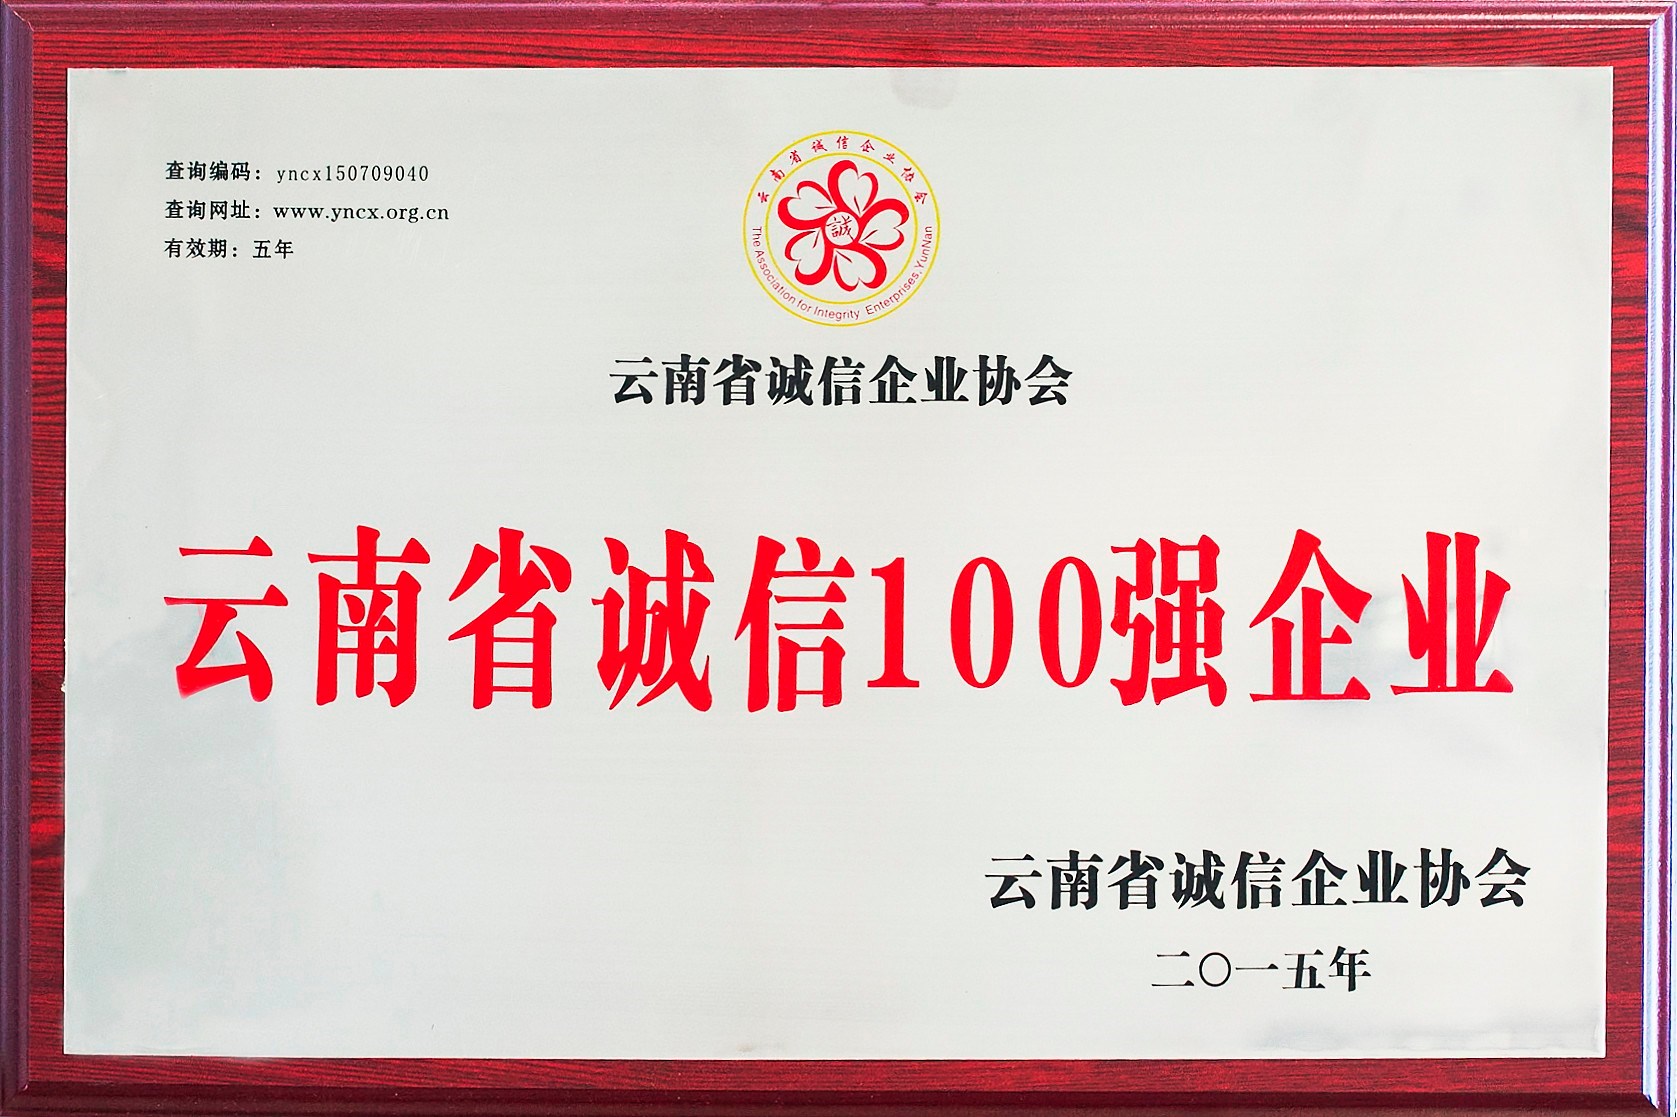 查询编码：yncx150709040
查询网址：www.yncx.org.cn
有效期：五年
云南省诚信企业协会
誠
The Association for Integrity Enterprises,YunNan
云南省诚信企业协会
云南省诚信100强企业
云南省诚信企业协会
二〇一五年